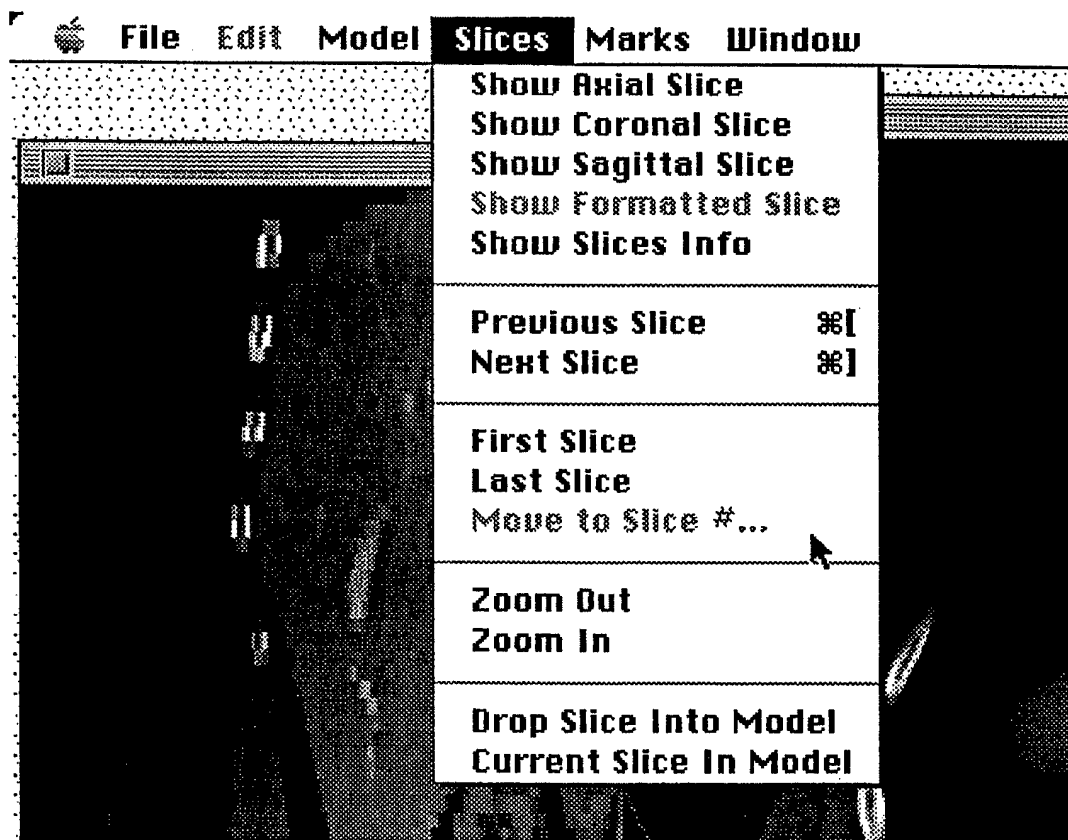 File Edit Model Slices Marks Window
Show Axial Slice
Show Coronal Slice
Show Sagittal Slice
Show Formatted Slice
Show Slices Info
Previous Slice ⌘[
Next Slice ⌘]
First Slice
Last Slice
Move to Slice #...
Zoom Out
Zoom In
Drop Slice Into Model
Current Slice In Model